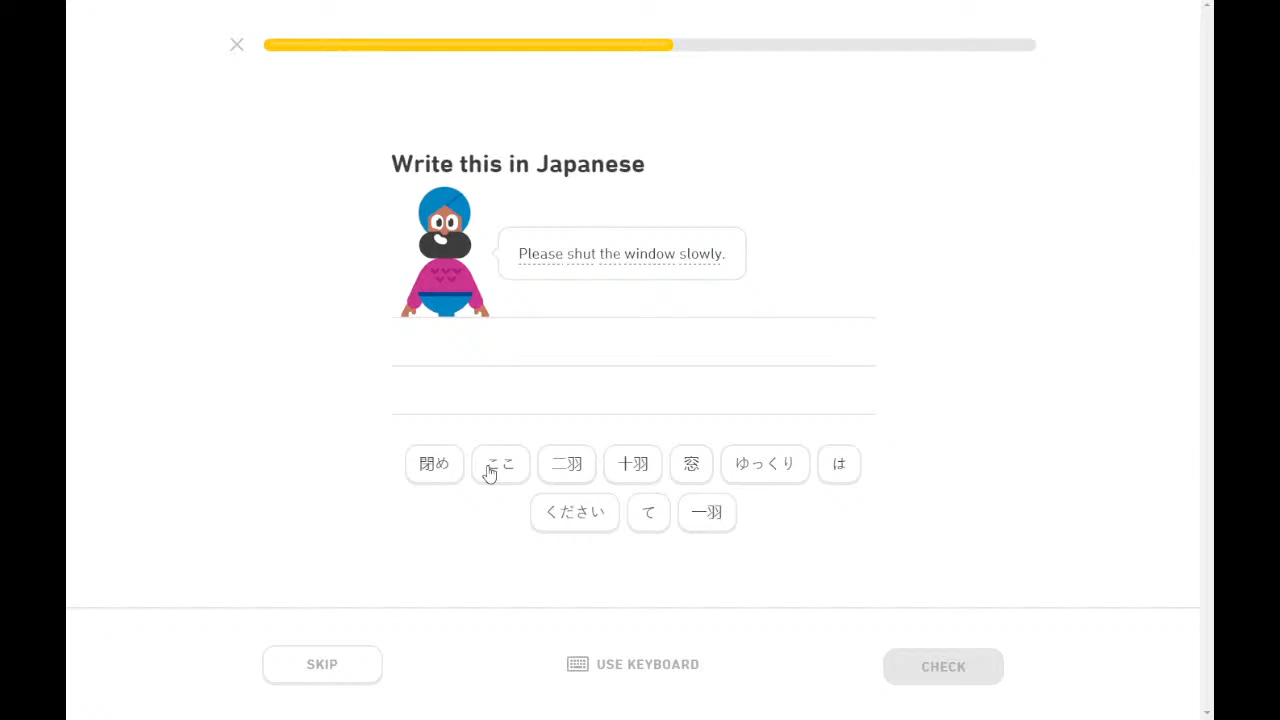 Write this in Japanese
Please shut the window slowly.
閉め ここ 二羽 十羽 窓 ゆっくり は
ください て 一羽
SKIP USE KEYBOARD CHECK